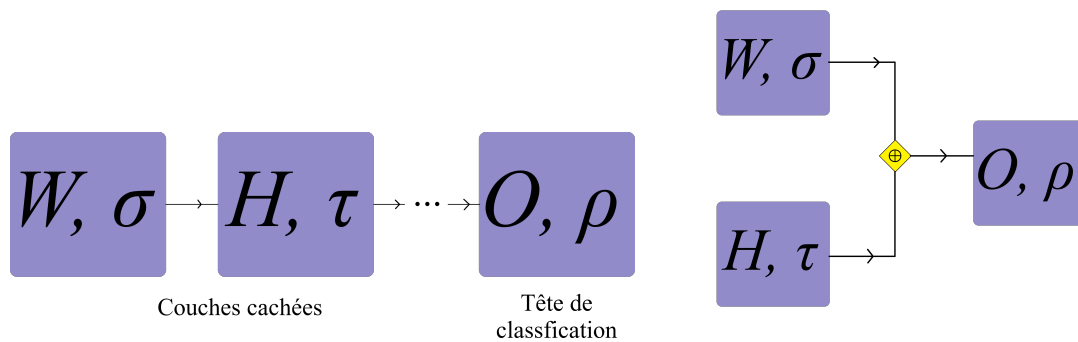 W, σ
H, τ
...
O, ρ
Couches cachées
Tête de
classfication
W, σ
⊕
O, ρ
H, τ